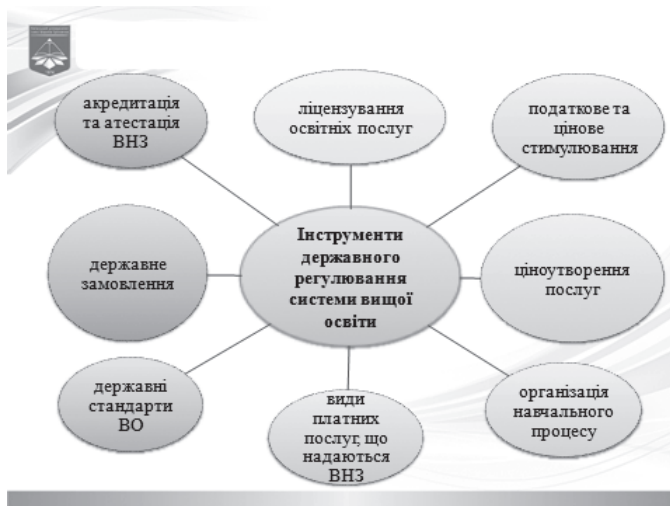 акредитація
та атестація
ВНЗ
ліцензування
освітніх послуг
податкове та
цінове
стимулювання
державне
замовлення
Інструменти
державного
регулювання
системи вищої
освіти
ціноутворення
послуг
державні
стандарти
ВО
види
платних
послуг, що
надаються
ВНЗ
організація
навчального
процесу